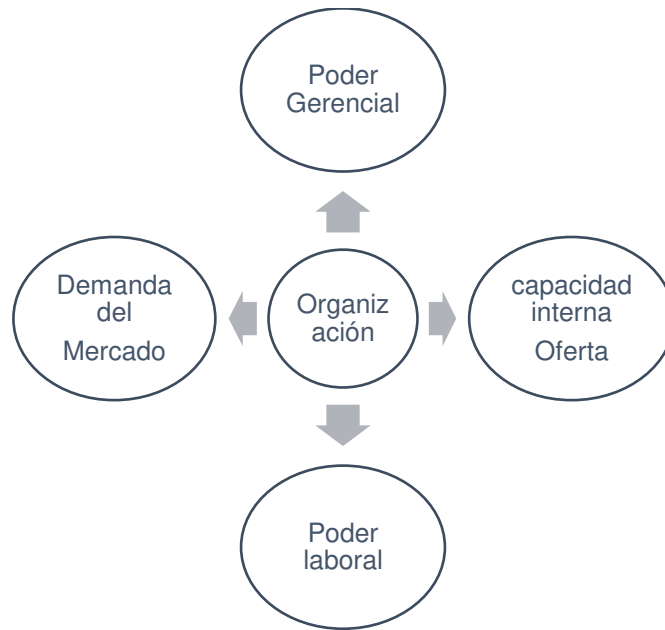 Poder
Gerencial
Demanda
del
Mercado
Organiz
ación
capacidad
interna
Oferta
Poder
laboral